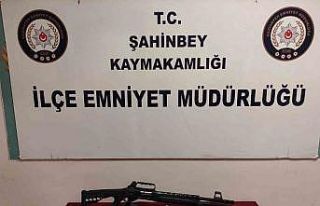 T.C.
ŞAHİNBEY
KAYMAKAMLIĞI
İLÇE EMNİYET MÜDÜRLÜĞÜ